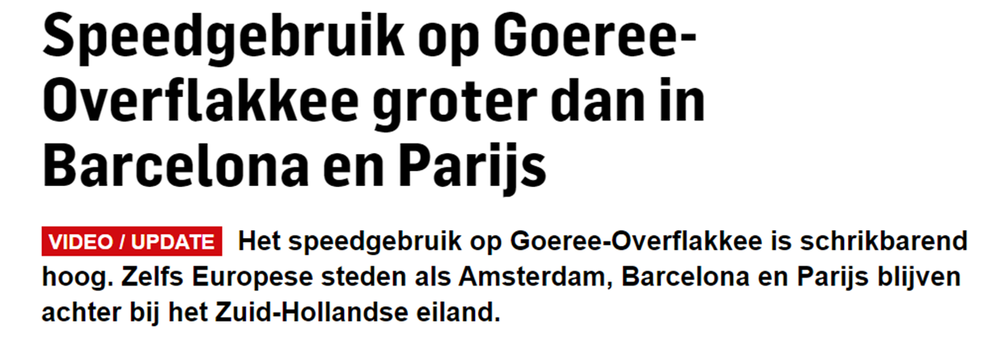 Speedgebruik op Goeree-
Overflakkee groter dan in
Barcelona en Parijs
VIDEO / UPDATE Het speedgebruik op Goeree-Overflakkee is schrikbarend
hoog. Zelfs Europese steden als Amsterdam, Barcelona en Parijs blijven
achter bij het Zuid-Hollandse eiland.